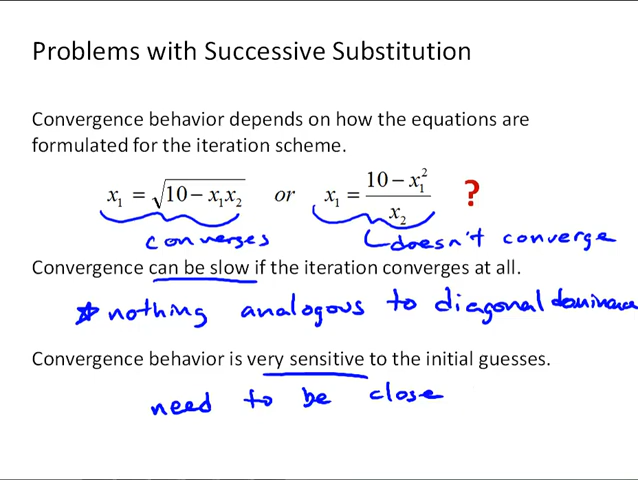 Problems with Successive Substitution
Convergence behavior depends on how the equations are
formulated for the iteration scheme.
x₁ = √(10 − x₁x₂) or x₁ = (10 − x₁²)/x₂ ?
converges doesn't converge
Convergence can be slow if the iteration converges at all.
* nothing analogous to diagonal dominance
Convergence behavior is very sensitive to the initial guesses.
need to be close